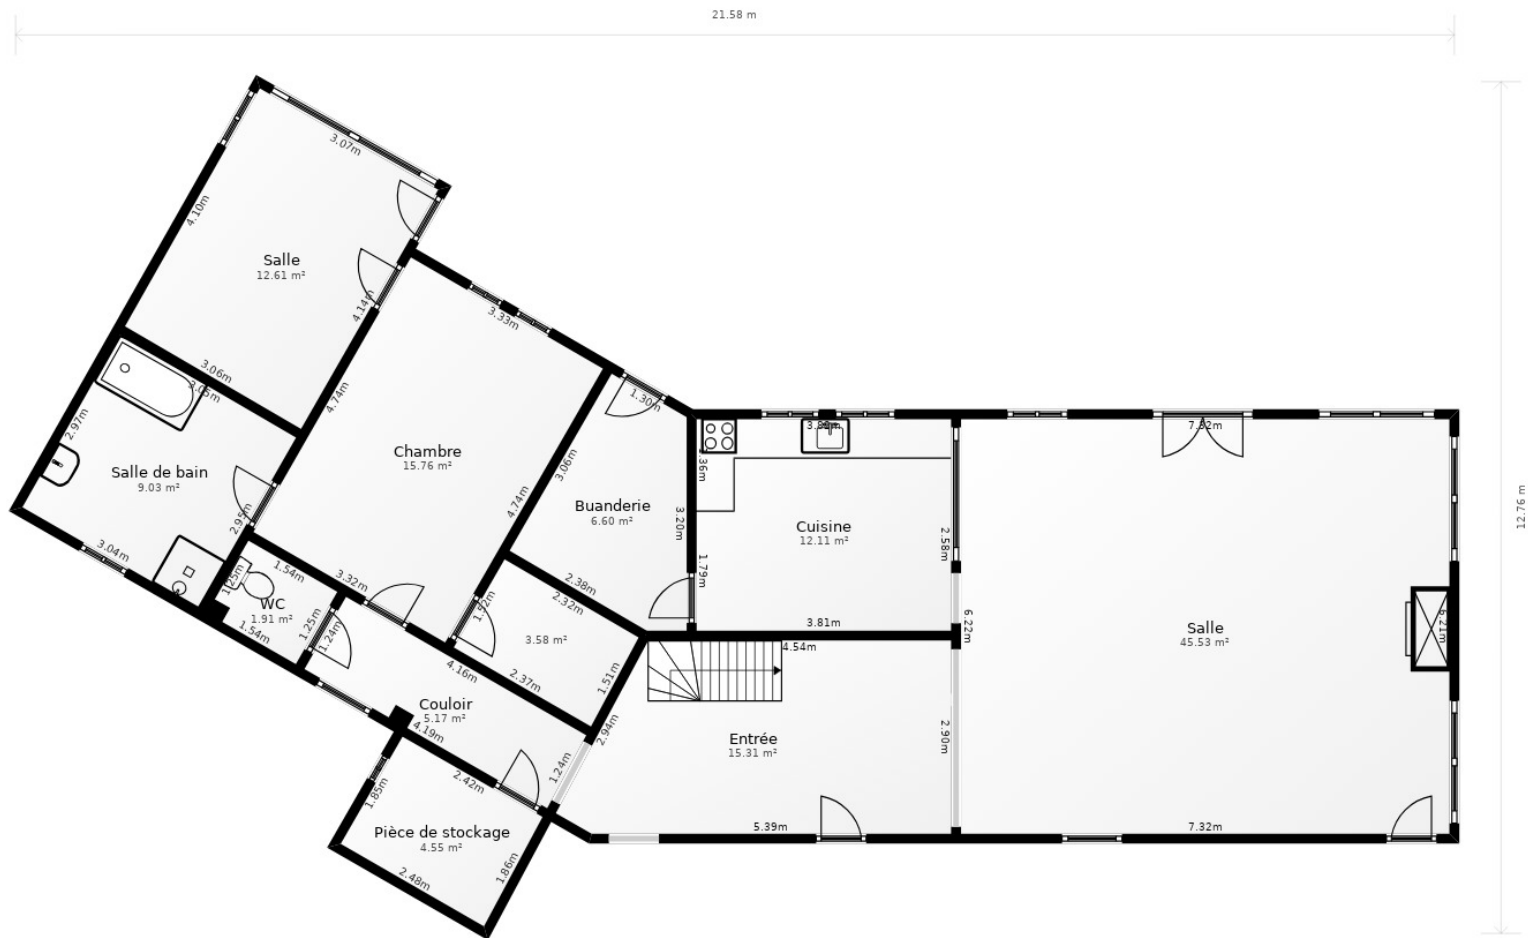 21.58 m
12.76 m
3.07m
4.10m
Salle
12.61 m²
4.14m
3.33m
3.06m
3.05m
4.74m
1.30m
2.97m
Chambre
15.76 m²
7.32m
3.06m
Salle de bain
9.03 m²
4.74m
Buanderie
6.60 m²
3.20m
Cuisine
12.11 m²
2.58m
2.95m
3.04m
1.54m
3.32m
2.38m
1.79m
1.25m
WC
1.91 m²
1.54m
1.25m
1.24m
1.52m
2.32m
3.58 m²
3.81m
6.22m
Salle
45.53 m²
6.21m
4.54m
4.16m
2.37m
1.51m
Couloir
5.17 m²
4.19m
2.94m
Entrée
15.31 m²
2.90m
1.24m
2.42m
1.85m
Pièce de stockage
4.55 m²
5.39m
7.32m
2.48m
1.86m